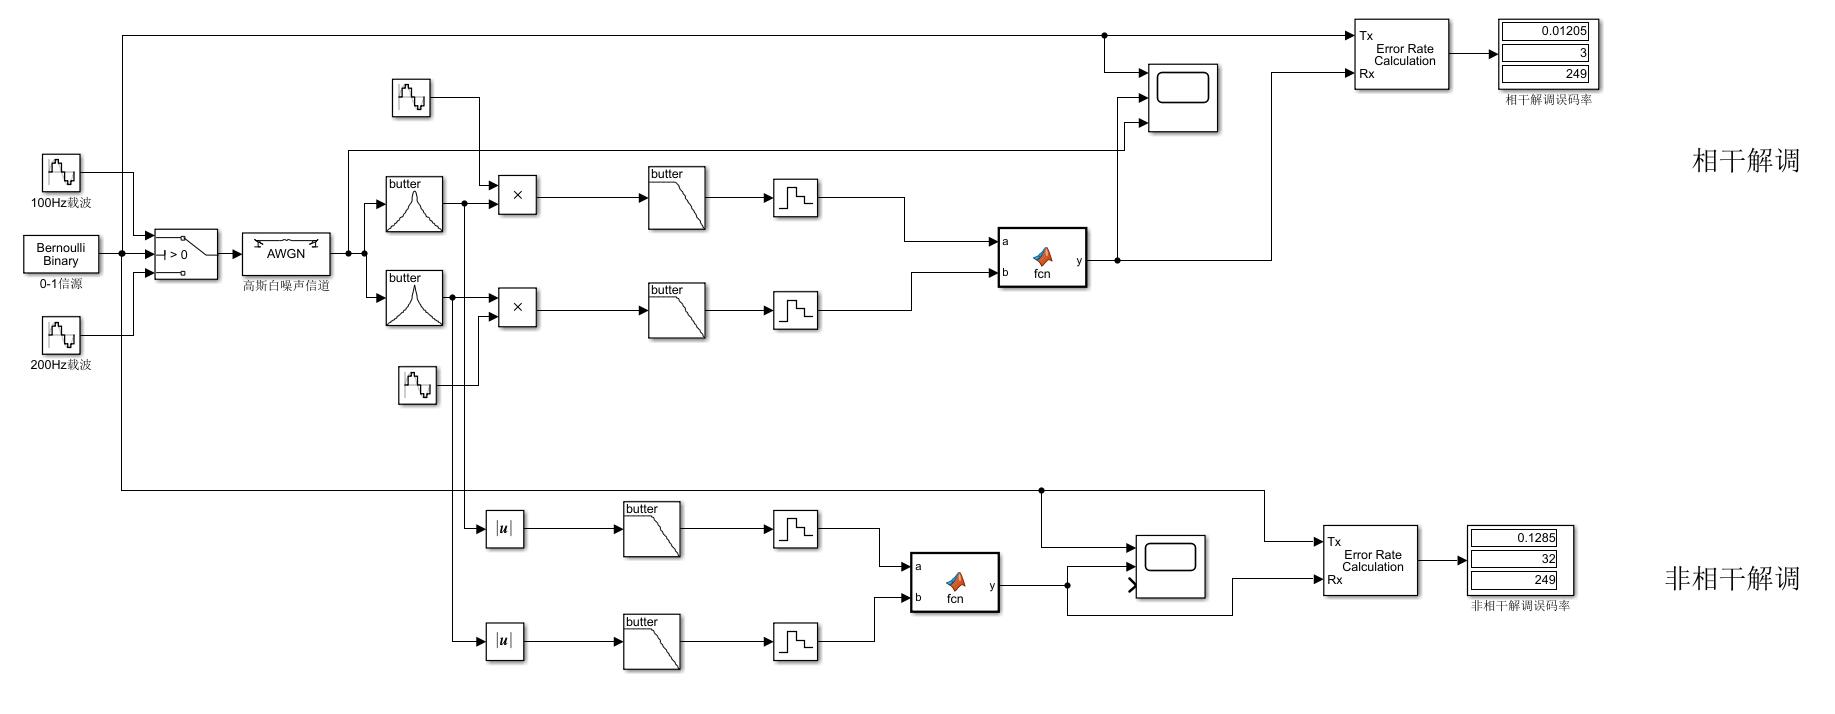 Tx
Rx
Error Rate
Calculation
0.01205
3
249
相干解调误码率
相干解调
100Hz载波
Bernoulli
Binary
0-1信源
> 0
AWGN
高斯白噪声信道
200Hz载波
butter
butter
×
×
butter
butter
a
b
fcn
y
|u|
|u|
butter
butter
a
b
fcn
y
Tx
Rx
Error Rate
Calculation
0.1285
32
249
非相干解调误码率
非相干解调